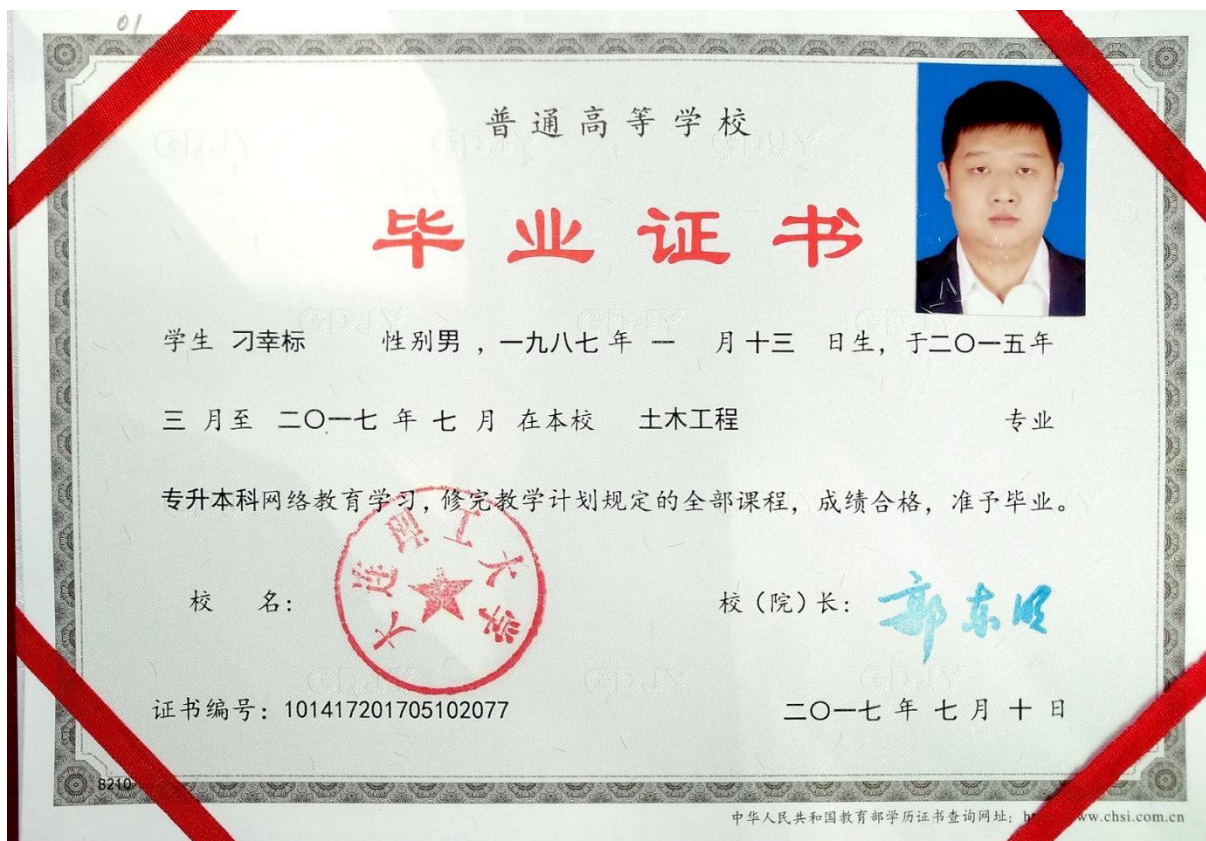 01
普通高等学校
毕业证书
学生 刁幸标 性别男，一九八七年 一 月十三 日生，于二〇一五年
三 月至 二〇一七 年 七 月 在本校 土木工程 专业
专升本科网络教育学习，修完教学计划规定的全部课程，成绩合格，准予毕业。
大连理工大学
校 名：
校（院）长： 郭东明
证书编号：101417201705102077
二〇一七 年 七 月 十 日
8210
中华人民共和国教育部学历证书查询网址：h ww.chsi.com.cn